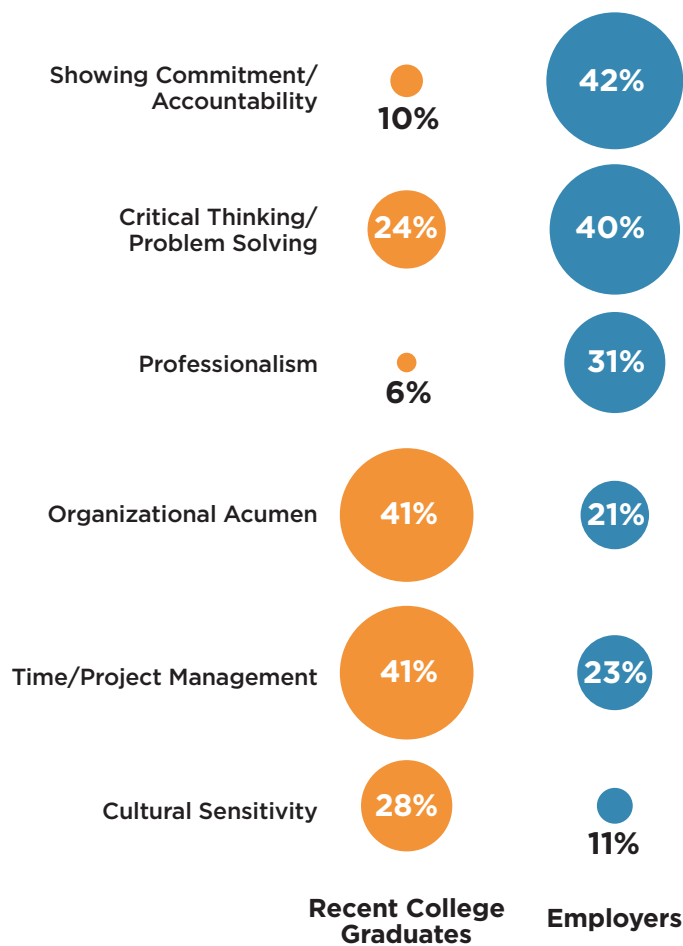 Showing Commitment/
Accountability
10%
42%
Critical Thinking/
Problem Solving
24%
40%
Professionalism
6%
31%
Organizational Acumen
41%
21%
Time/Project Management
41%
23%
Cultural Sensitivity
28%
11%
Recent College
Graduates
Employers